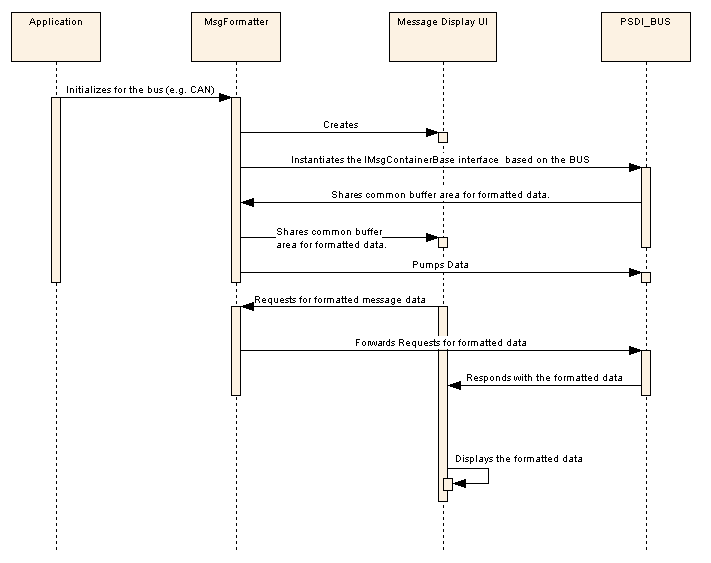 Application
MsgFormatter
Message Display UI
PSDI_BUS
Initializes for the bus (e.g. CAN)
Creates
Instantiates the IMsgContainerBase interface based on the BUS
Shares common buffer area for formatted data.
Shares common buffer
area for formatted data.
Pumps Data
Requests for formatted message data
Forwards Requests for formatted data
Responds with the formatted data
Displays the formatted data